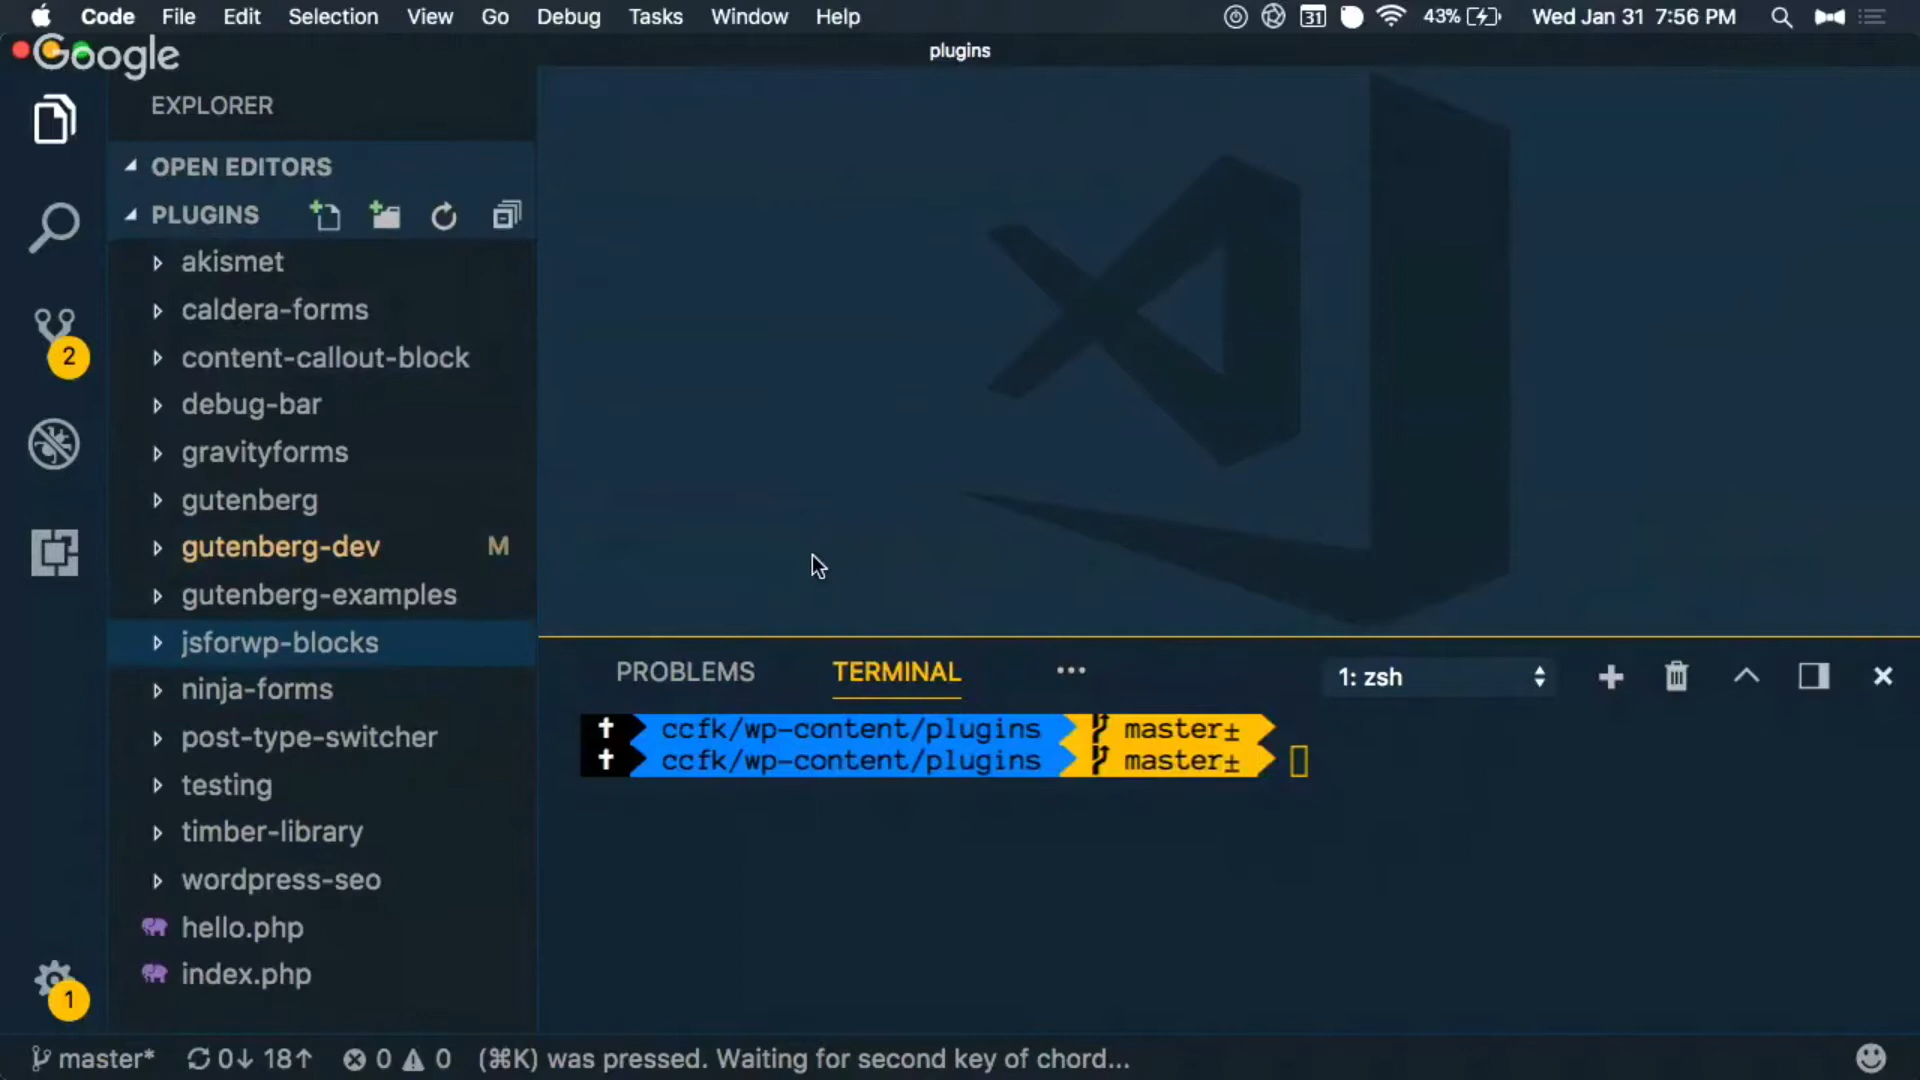 Code File Edit Selection View Go Debug Tasks Window Help 31 43% Wed Jan 31 7:56 PM
Google
plugins
EXPLORER
OPEN EDITORS
PLUGINS
akismet
caldera-forms
content-callout-block
2
debug-bar
gravityforms
gutenberg
gutenberg-dev M
gutenberg-examples
jsforwp-blocks
ninja-forms
post-type-switcher
testing
timber-library
wordpress-seo
hello.php
index.php
1
PROBLEMS TERMINAL ••• 1: zsh
✝ ccfk/wp-content/plugins master±
✝ ccfk/wp-content/plugins master±
master* 0↓ 18↑ 0 0 (⌘K) was pressed. Waiting for second key of chord...